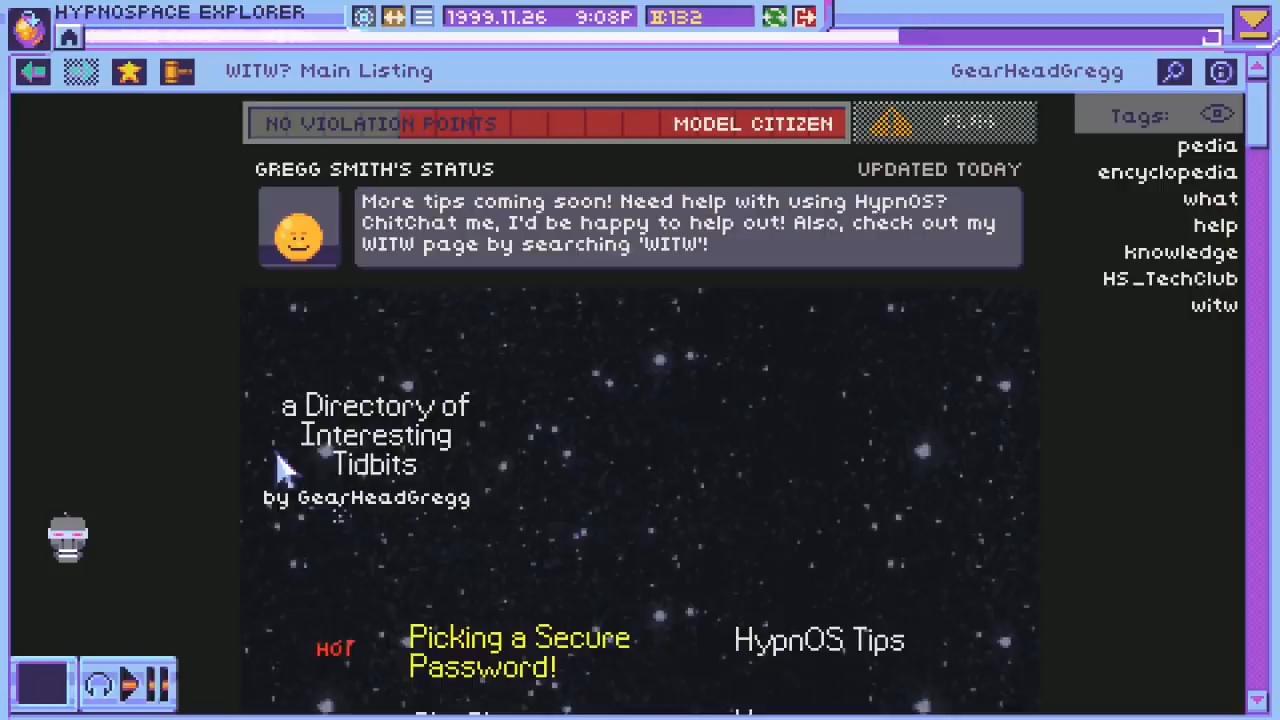 HYPNOSPACE EXPLORER
1999.11.26 9:08P
132
WITW? Main Listing
GearHeadGregg
NO VIOLATION POINTS
MODEL CITIZEN
Tags:
GREGG SMITH'S STATUS
UPDATED TODAY
More tips coming soon! Need help with using HypnOS?
ChitChat me, I'd be happy to help out! Also, check out my
WITW page by searching 'WITW'!
pedia
encyclopedia
what
help
knowledge
HS_TechClub
witw
a Directory of
Interesting
Tidbits
by GearHeadGregg
HOT
Picking a Secure
Password!
HypnOS Tips